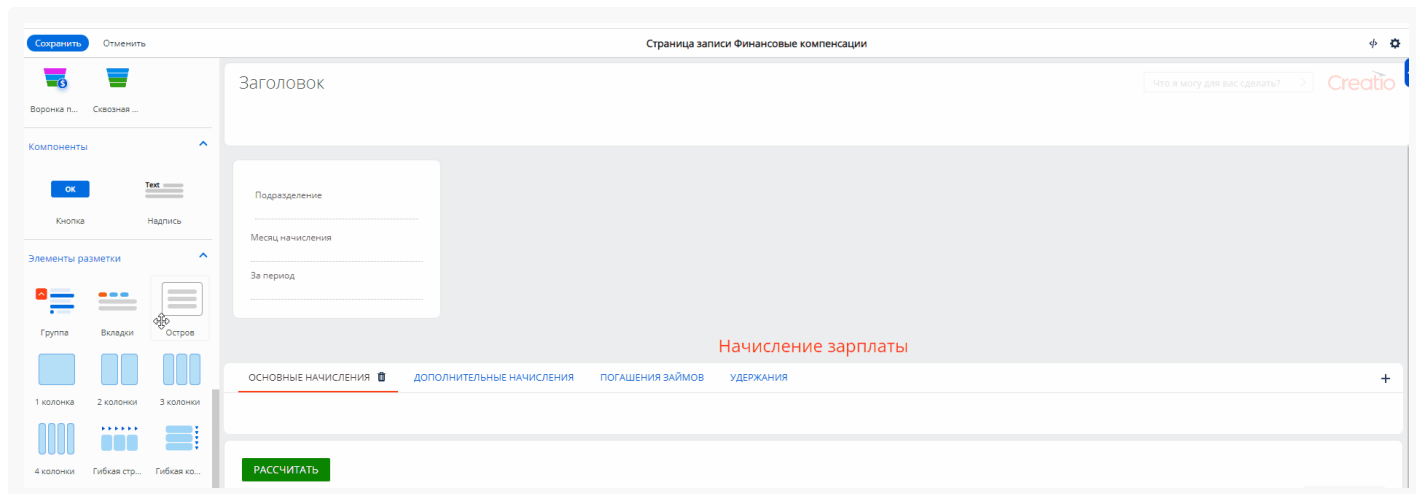 Сохранить Отменить Страница записи Финансовые компенсации
Воронка п... Сквозная ...
Заголовок Что я могу для вас сделать? Creatio
Компоненты
OK Text
Кнопка Надпись
Подразделение
Месяц начисления
Элементы разметки
За период
Группа Вкладки Остров
Начисление зарплаты
ОСНОВНЫЕ НАЧИСЛЕНИЯ ДОПОЛНИТЕЛЬНЫЕ НАЧИСЛЕНИЯ ПОГАШЕНИЯ ЗАЙМОВ УДЕРЖАНИЯ
1 колонка 2 колонки 3 колонки
4 колонки Гибкая стр... Гибкая ко...
РАССЧИТАТЬ